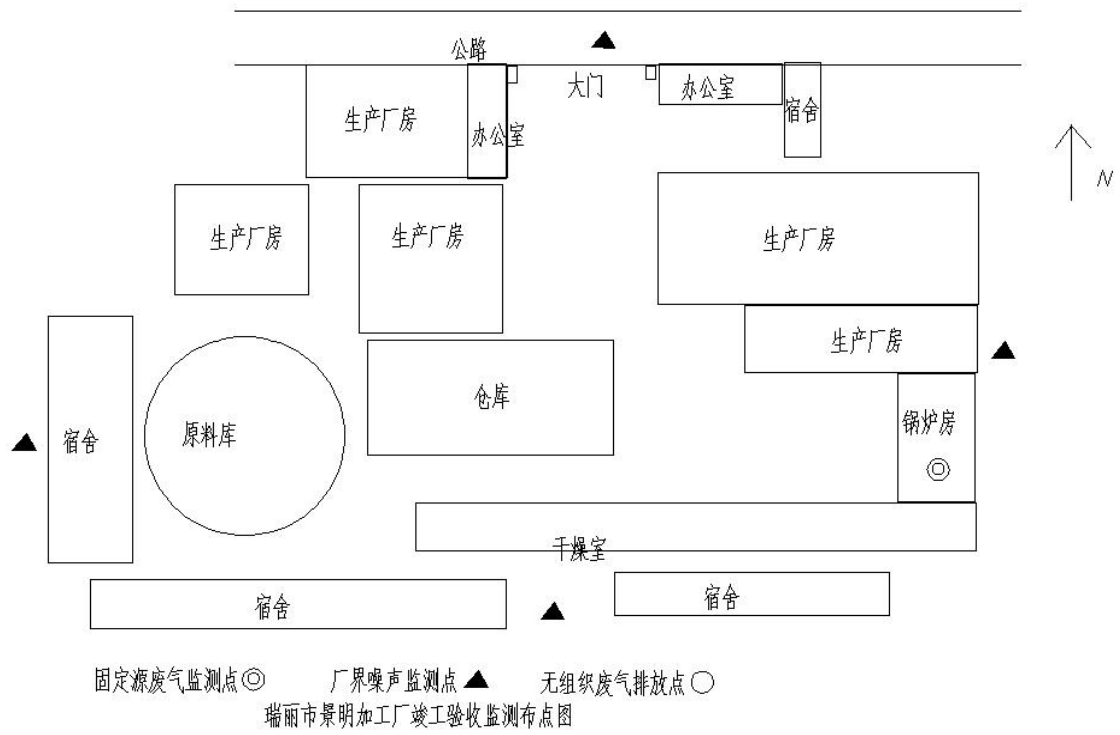 公路
大门
办公室
宿舍
生产厂房
办公室
N
生产厂房
生产厂房
生产厂房
生产厂房
仓库
宿舍
原料库
锅炉房
干燥室
宿舍
宿舍
固定源废气监测点 厂界噪声监测点 无组织废气排放点
瑞丽市景明加工厂竣工验收监测布点图